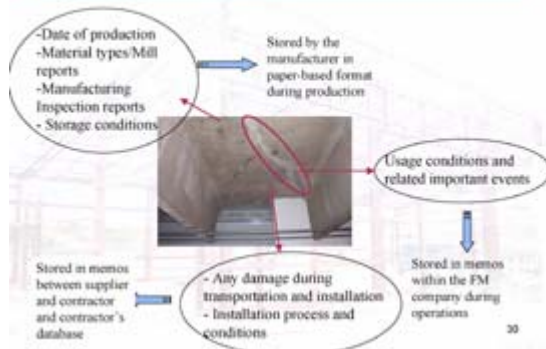 -Date of production
-Material types/Mill
reports
-Manufacturing
Inspection reports
- Storage conditions
Stored by the
manufacturer in
paper-based format
during production
Usage conditions and
related important events
Stored in memos
between supplier
and contractor
and contractor's
database
- Any damage during
transportation and installation
- Installation process and
conditions
Stored in memos
within the FM
company during
operations
30